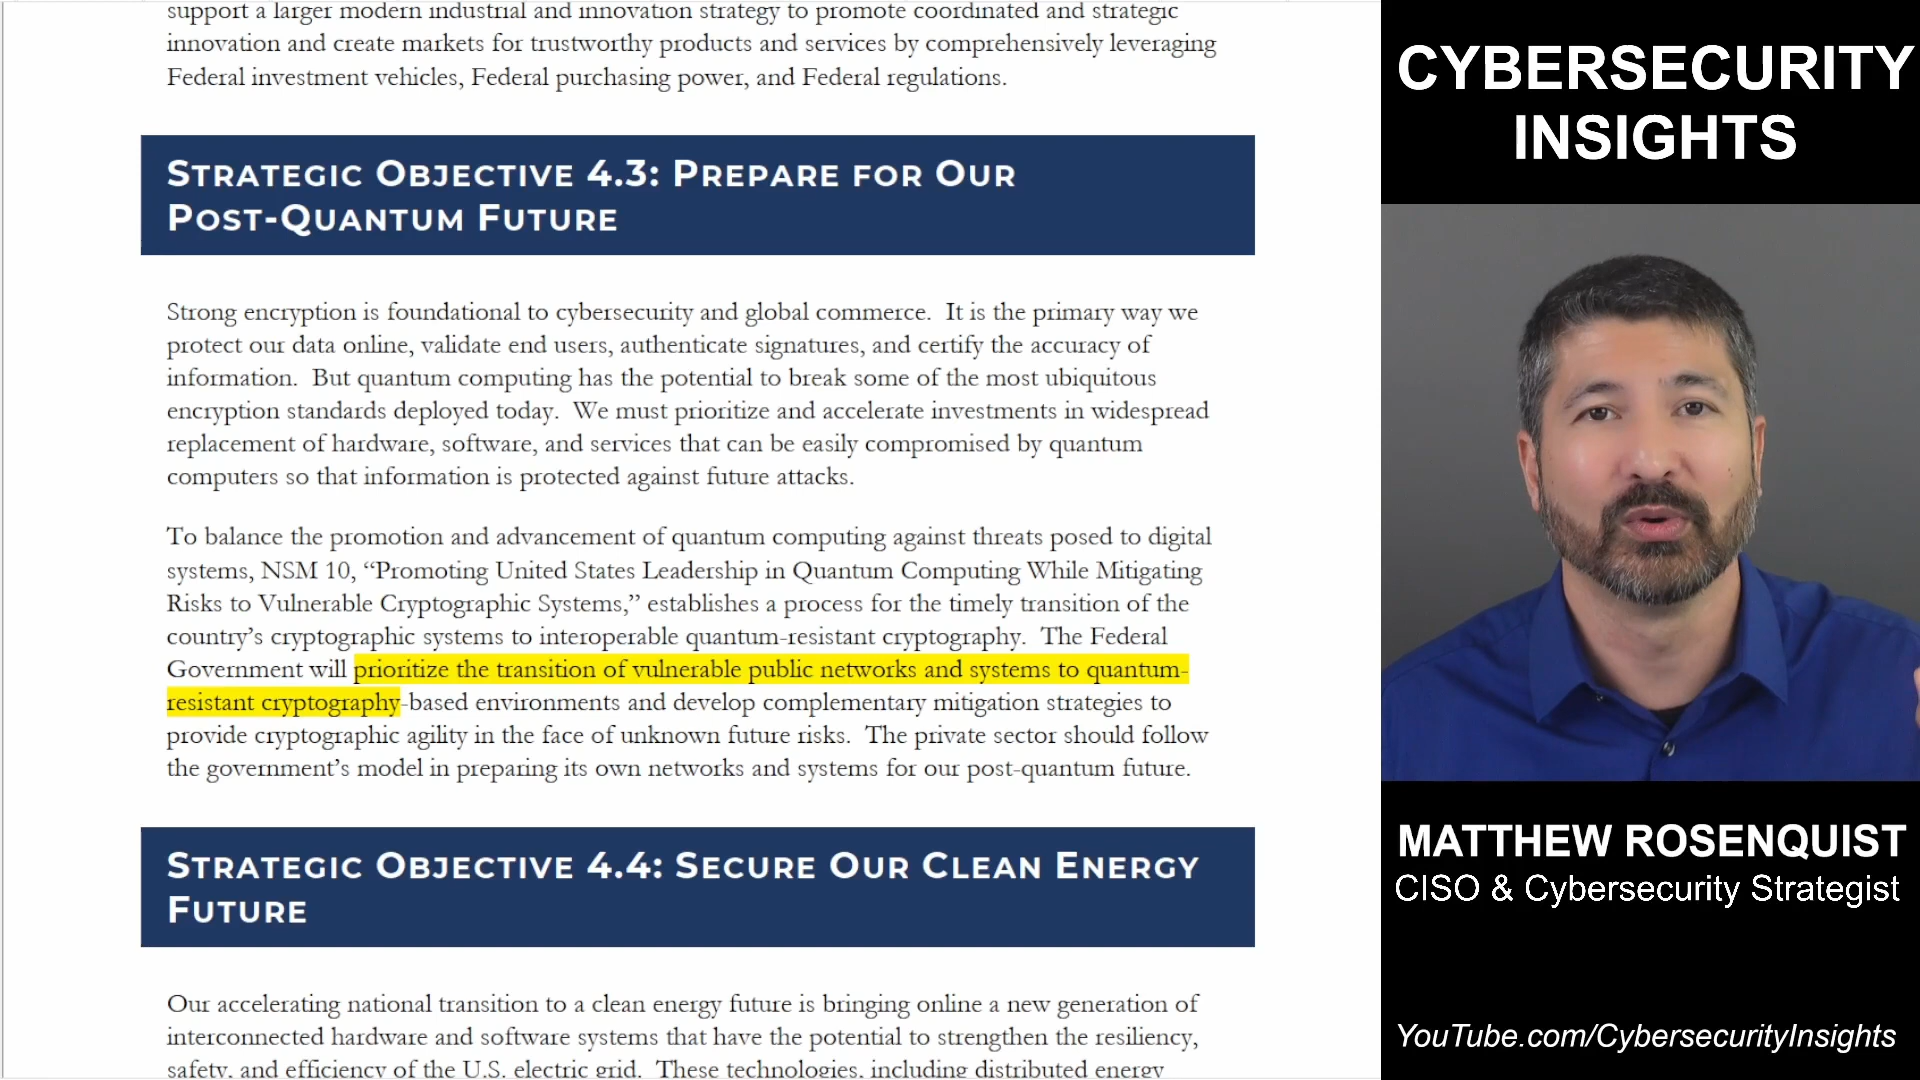 support a larger modern industrial and innovation strategy to promote coordinated and strategic
innovation and create markets for trustworthy products and services by comprehensively leveraging
Federal investment vehicles, Federal purchasing power, and Federal regulations.
STRATEGIC OBJECTIVE 4.3: PREPARE FOR OUR
POST-QUANTUM FUTURE
Strong encryption is foundational to cybersecurity and global commerce. It is the primary way we
protect our data online, validate end users, authenticate signatures, and certify the accuracy of
information. But quantum computing has the potential to break some of the most ubiquitous
encryption standards deployed today. We must prioritize and accelerate investments in widespread
replacement of hardware, software, and services that can be easily compromised by quantum
computers so that information is protected against future attacks.
To balance the promotion and advancement of quantum computing against threats posed to digital
systems, NSM 10, “Promoting United States Leadership in Quantum Computing While Mitigating
Risks to Vulnerable Cryptographic Systems,” establishes a process for the timely transition of the
country’s cryptographic systems to interoperable quantum-resistant cryptography. The Federal
Government will prioritize the transition of vulnerable public networks and systems to quantum-
resistant cryptography-based environments and develop complementary mitigation strategies to
provide cryptographic agility in the face of unknown future risks. The private sector should follow
the government’s model in preparing its own networks and systems for our post-quantum future.
STRATEGIC OBJECTIVE 4.4: SECURE OUR CLEAN ENERGY
FUTURE
Our accelerating national transition to a clean energy future is bringing online a new generation of
interconnected hardware and software systems that have the potential to strengthen the resiliency,
safety, and efficiency of the U.S. electric grid. These technologies, including distributed energy
CYBERSECURITY
INSIGHTS
MATTHEW ROSENQUIST
CISO & Cybersecurity Strategist
YouTube.com/CybersecurityInsights